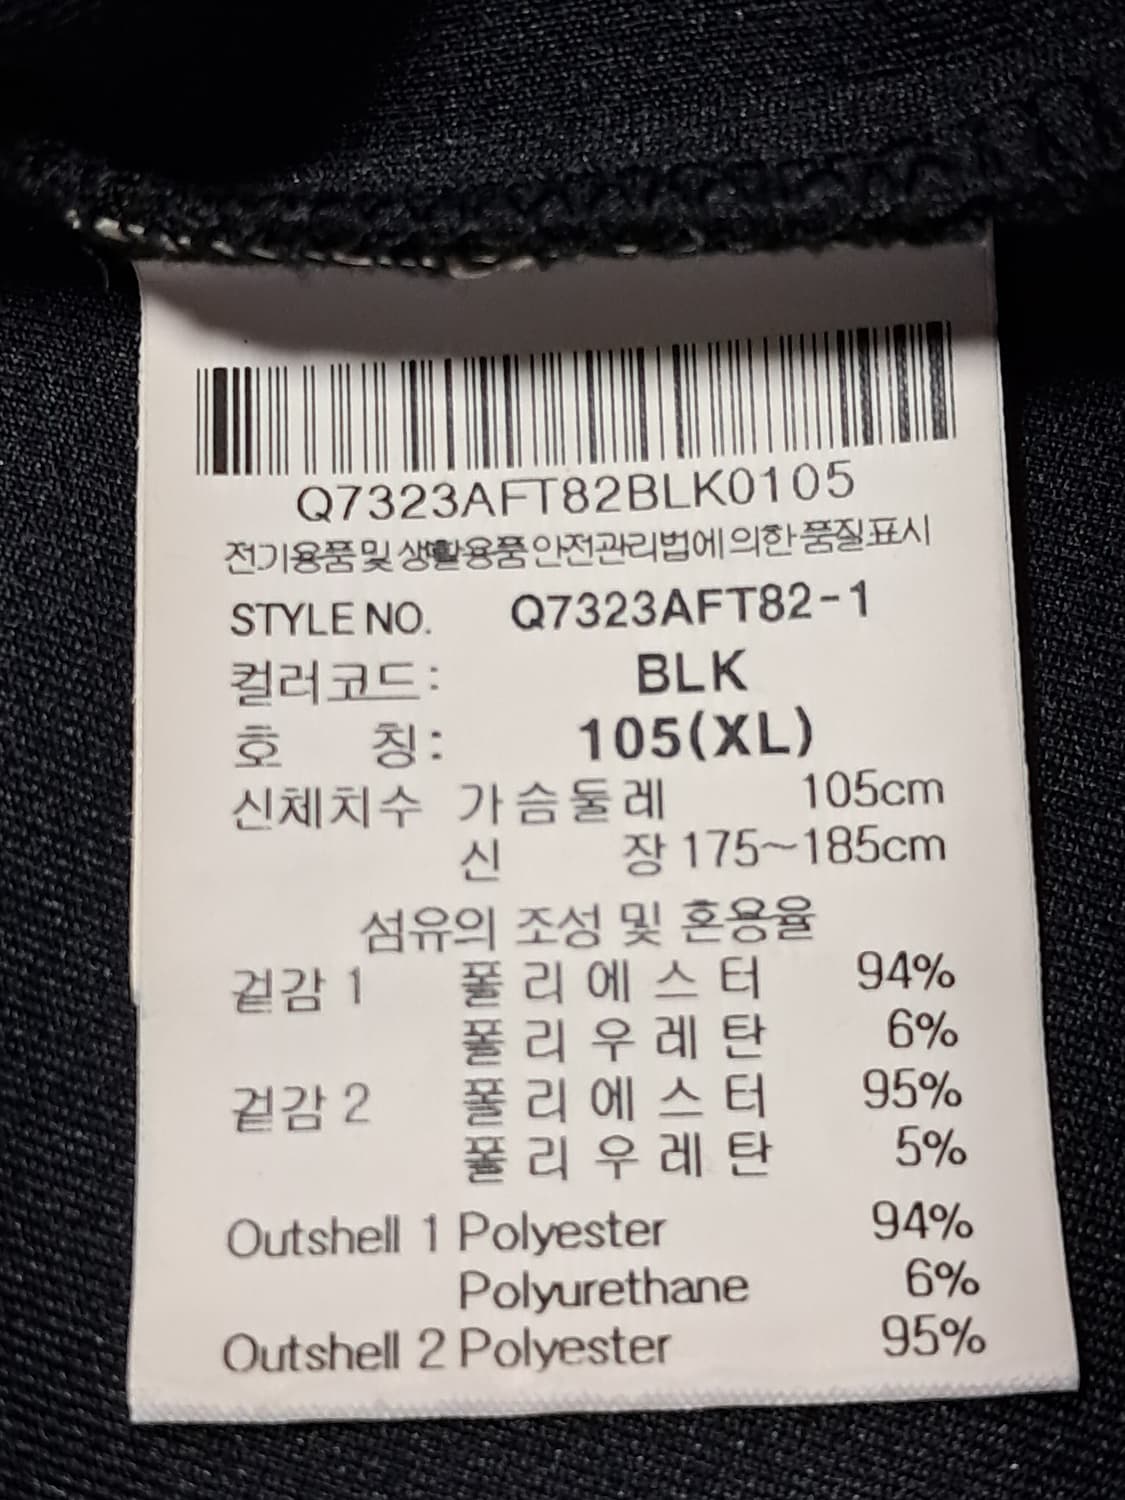 Q7323AFT82BLK0105
전기용품 및 생활용품 안전관리법에 의한 품질표시
STYLE NO. Q7323AFT82-1
컬러코드: BLK
호 칭: 105(XL)
신체치수 가슴둘레 105cm
신 장 175~185cm
섬유의 조성 및 혼용율
겉감 1 폴리에스터 94%
폴리우레탄 6%
겉감 2 폴리에스터 95%
폴리우레탄 5%
Outshell 1 Polyester 94%
Polyurethane 6%
Outshell 2 Polyester 95%